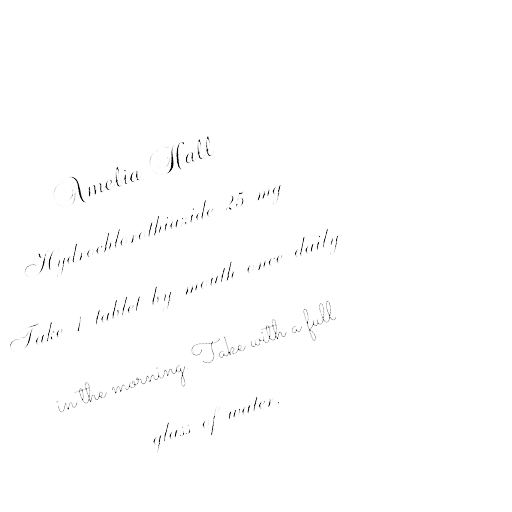 Amelia Hall
Hydrochlorothiazide 25 mg
Take 1 tablet by mouth once daily
in the morning Take with a full
glass of water.